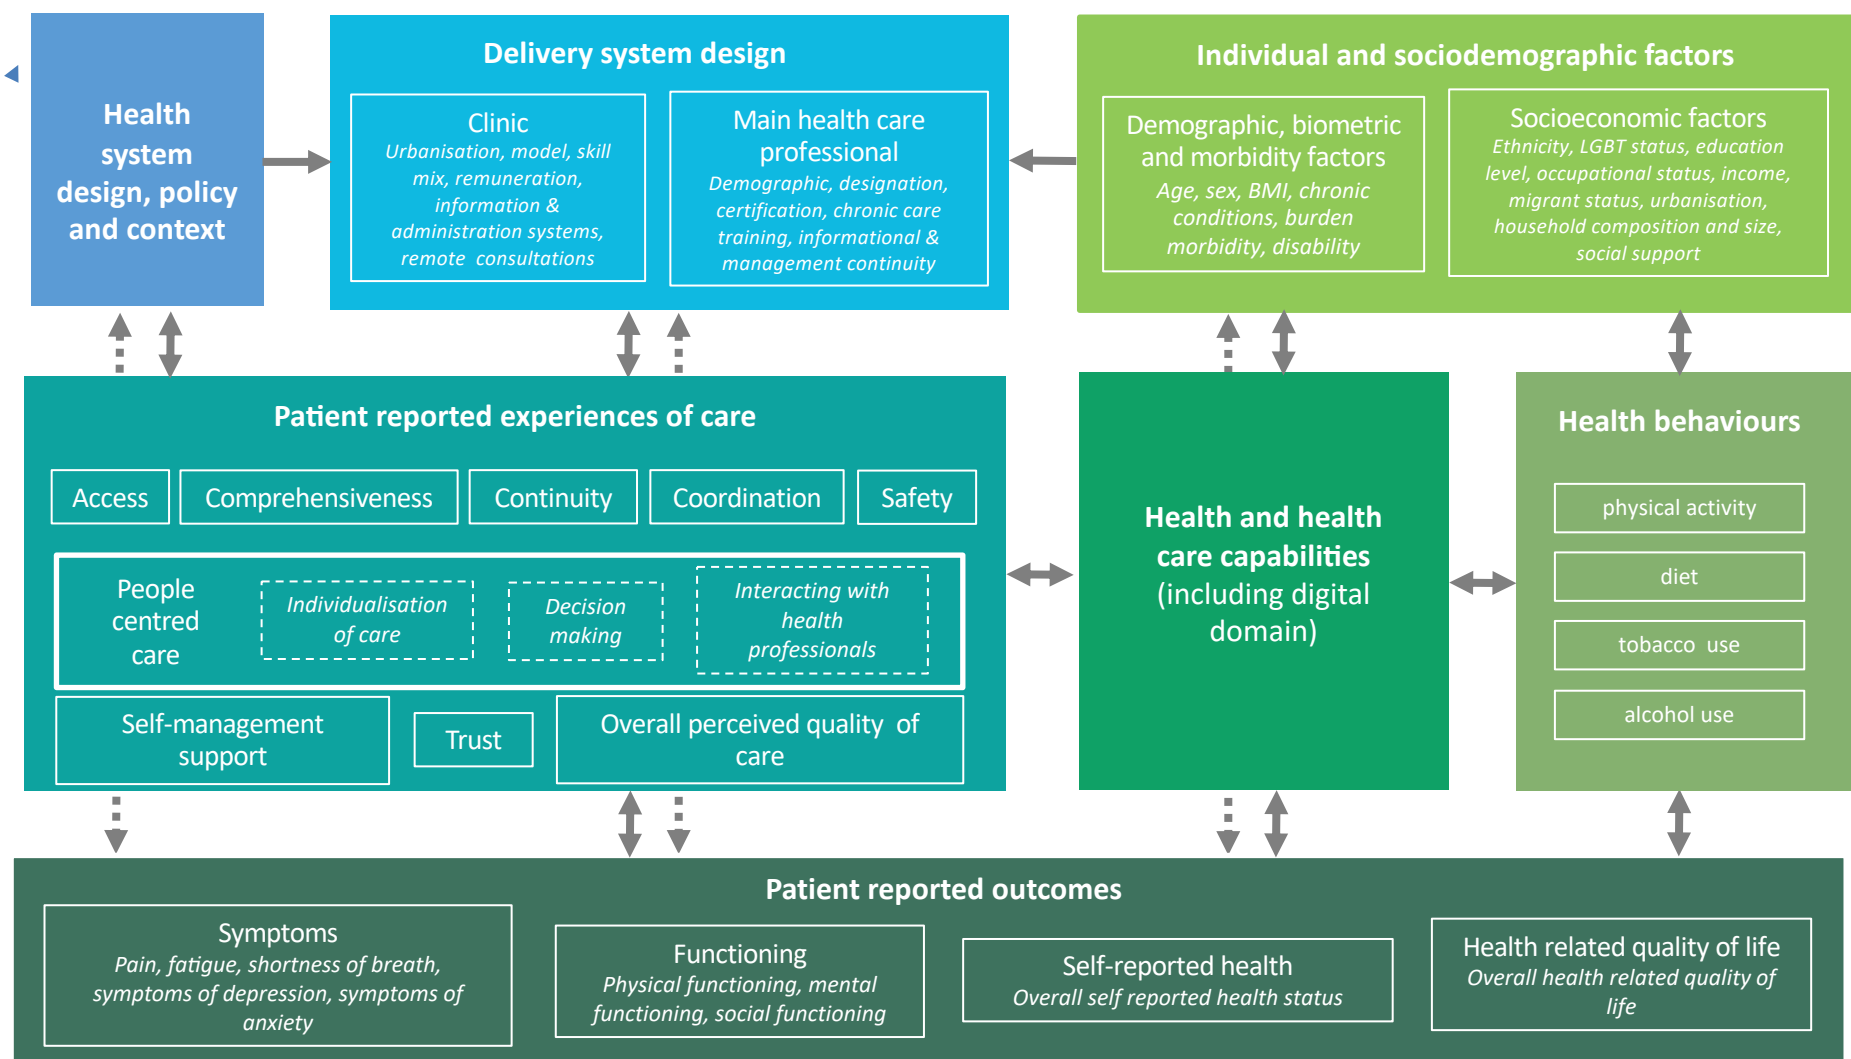 Health
system
design, policy
and context
Delivery system design
Clinic
Urbanisation, model, skill
mix, remuneration,
information &
administration systems,
remote consultations
Main health care
professional
Demographic, designation,
certification, chronic care
training, informational &
management continuity
Individual and sociodemographic factors
Demographic, biometric
and morbidity factors
Age, sex, BMI, chronic
conditions, burden
morbidity, disability
Socioeconomic factors
Ethnicity, LGBT status, education
level, occupational status, income,
migrant status, urbanisation,
household composition and size,
social support
Patient reported experiences of care
Access
Comprehensiveness
Continuity
Coordination
Safety
People
centred
care
Individualisation
of care
Decision
making
Interacting with
health
professionals
Self-management
support
Trust
Overall perceived quality of
care
Health and health
care capabilities
(including digital
domain)
Health behaviours
physical activity
diet
tobacco use
alcohol use
Patient reported outcomes
Symptoms
Pain, fatigue, shortness of breath,
symptoms of depression, symptoms of
anxiety
Functioning
Physical functioning, mental
functioning, social functioning
Self-reported health
Overall self reported health status
Health related quality of life
Overall health related quality of
life